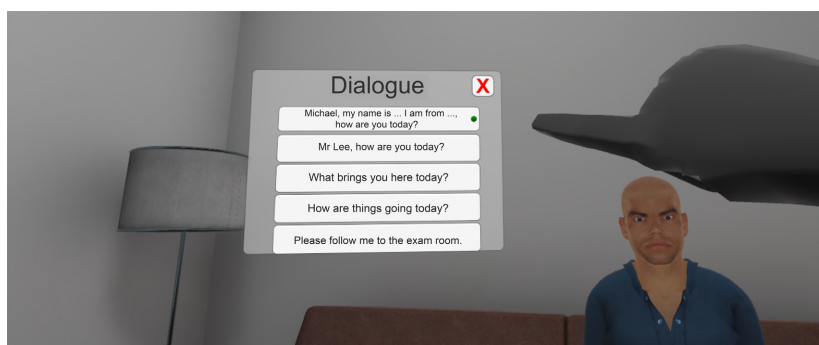 Dialogue
X
Michael, my name is ... I am from ...,
how are you today?
Mr Lee, how are you today?
What brings you here today?
How are things going today?
Please follow me to the exam room.